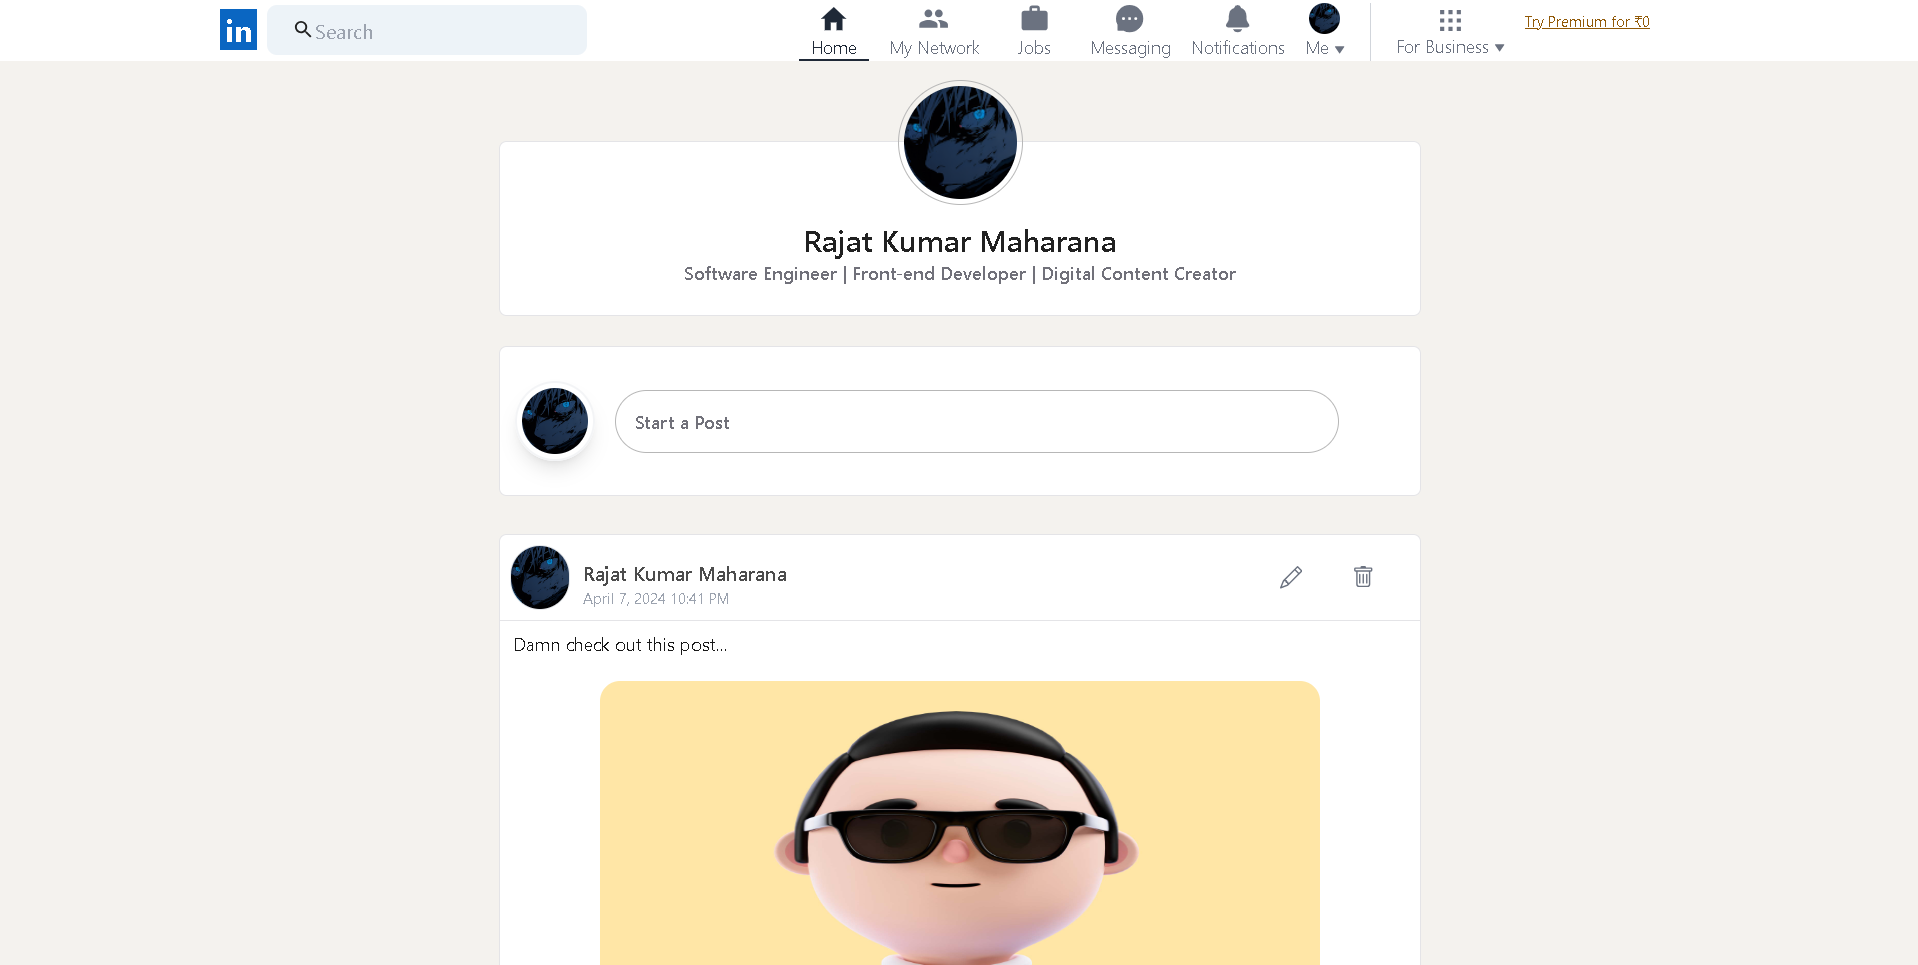 in
Search
Home
My Network
Jobs
Messaging
Notifications
Me ▼
For Business ▼
Try Premium for ₹0
Rajat Kumar Maharana
Software Engineer | Front-end Developer | Digital Content Creator
Start a Post
Rajat Kumar Maharana
April 7, 2024 10:41 PM
Damn check out this post...